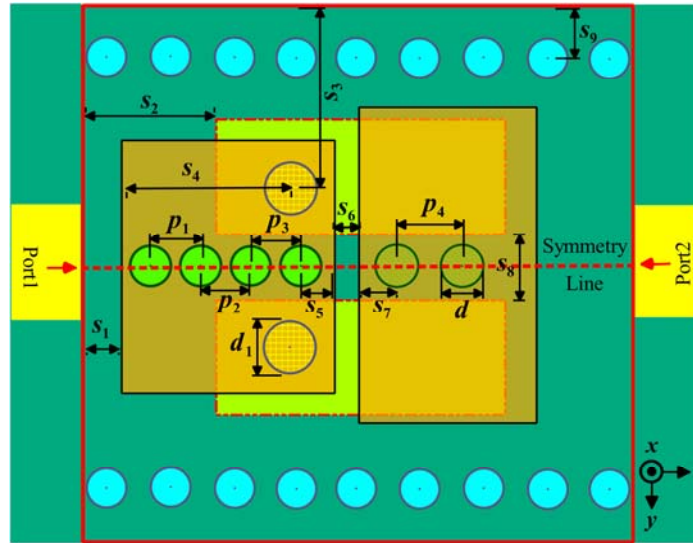 s9
s3
s2
s4
s6
p1
p3
p4
Port1
Port2
Symmetry
Line
s8
p2
s5
s7
d
s1
d1
x
y